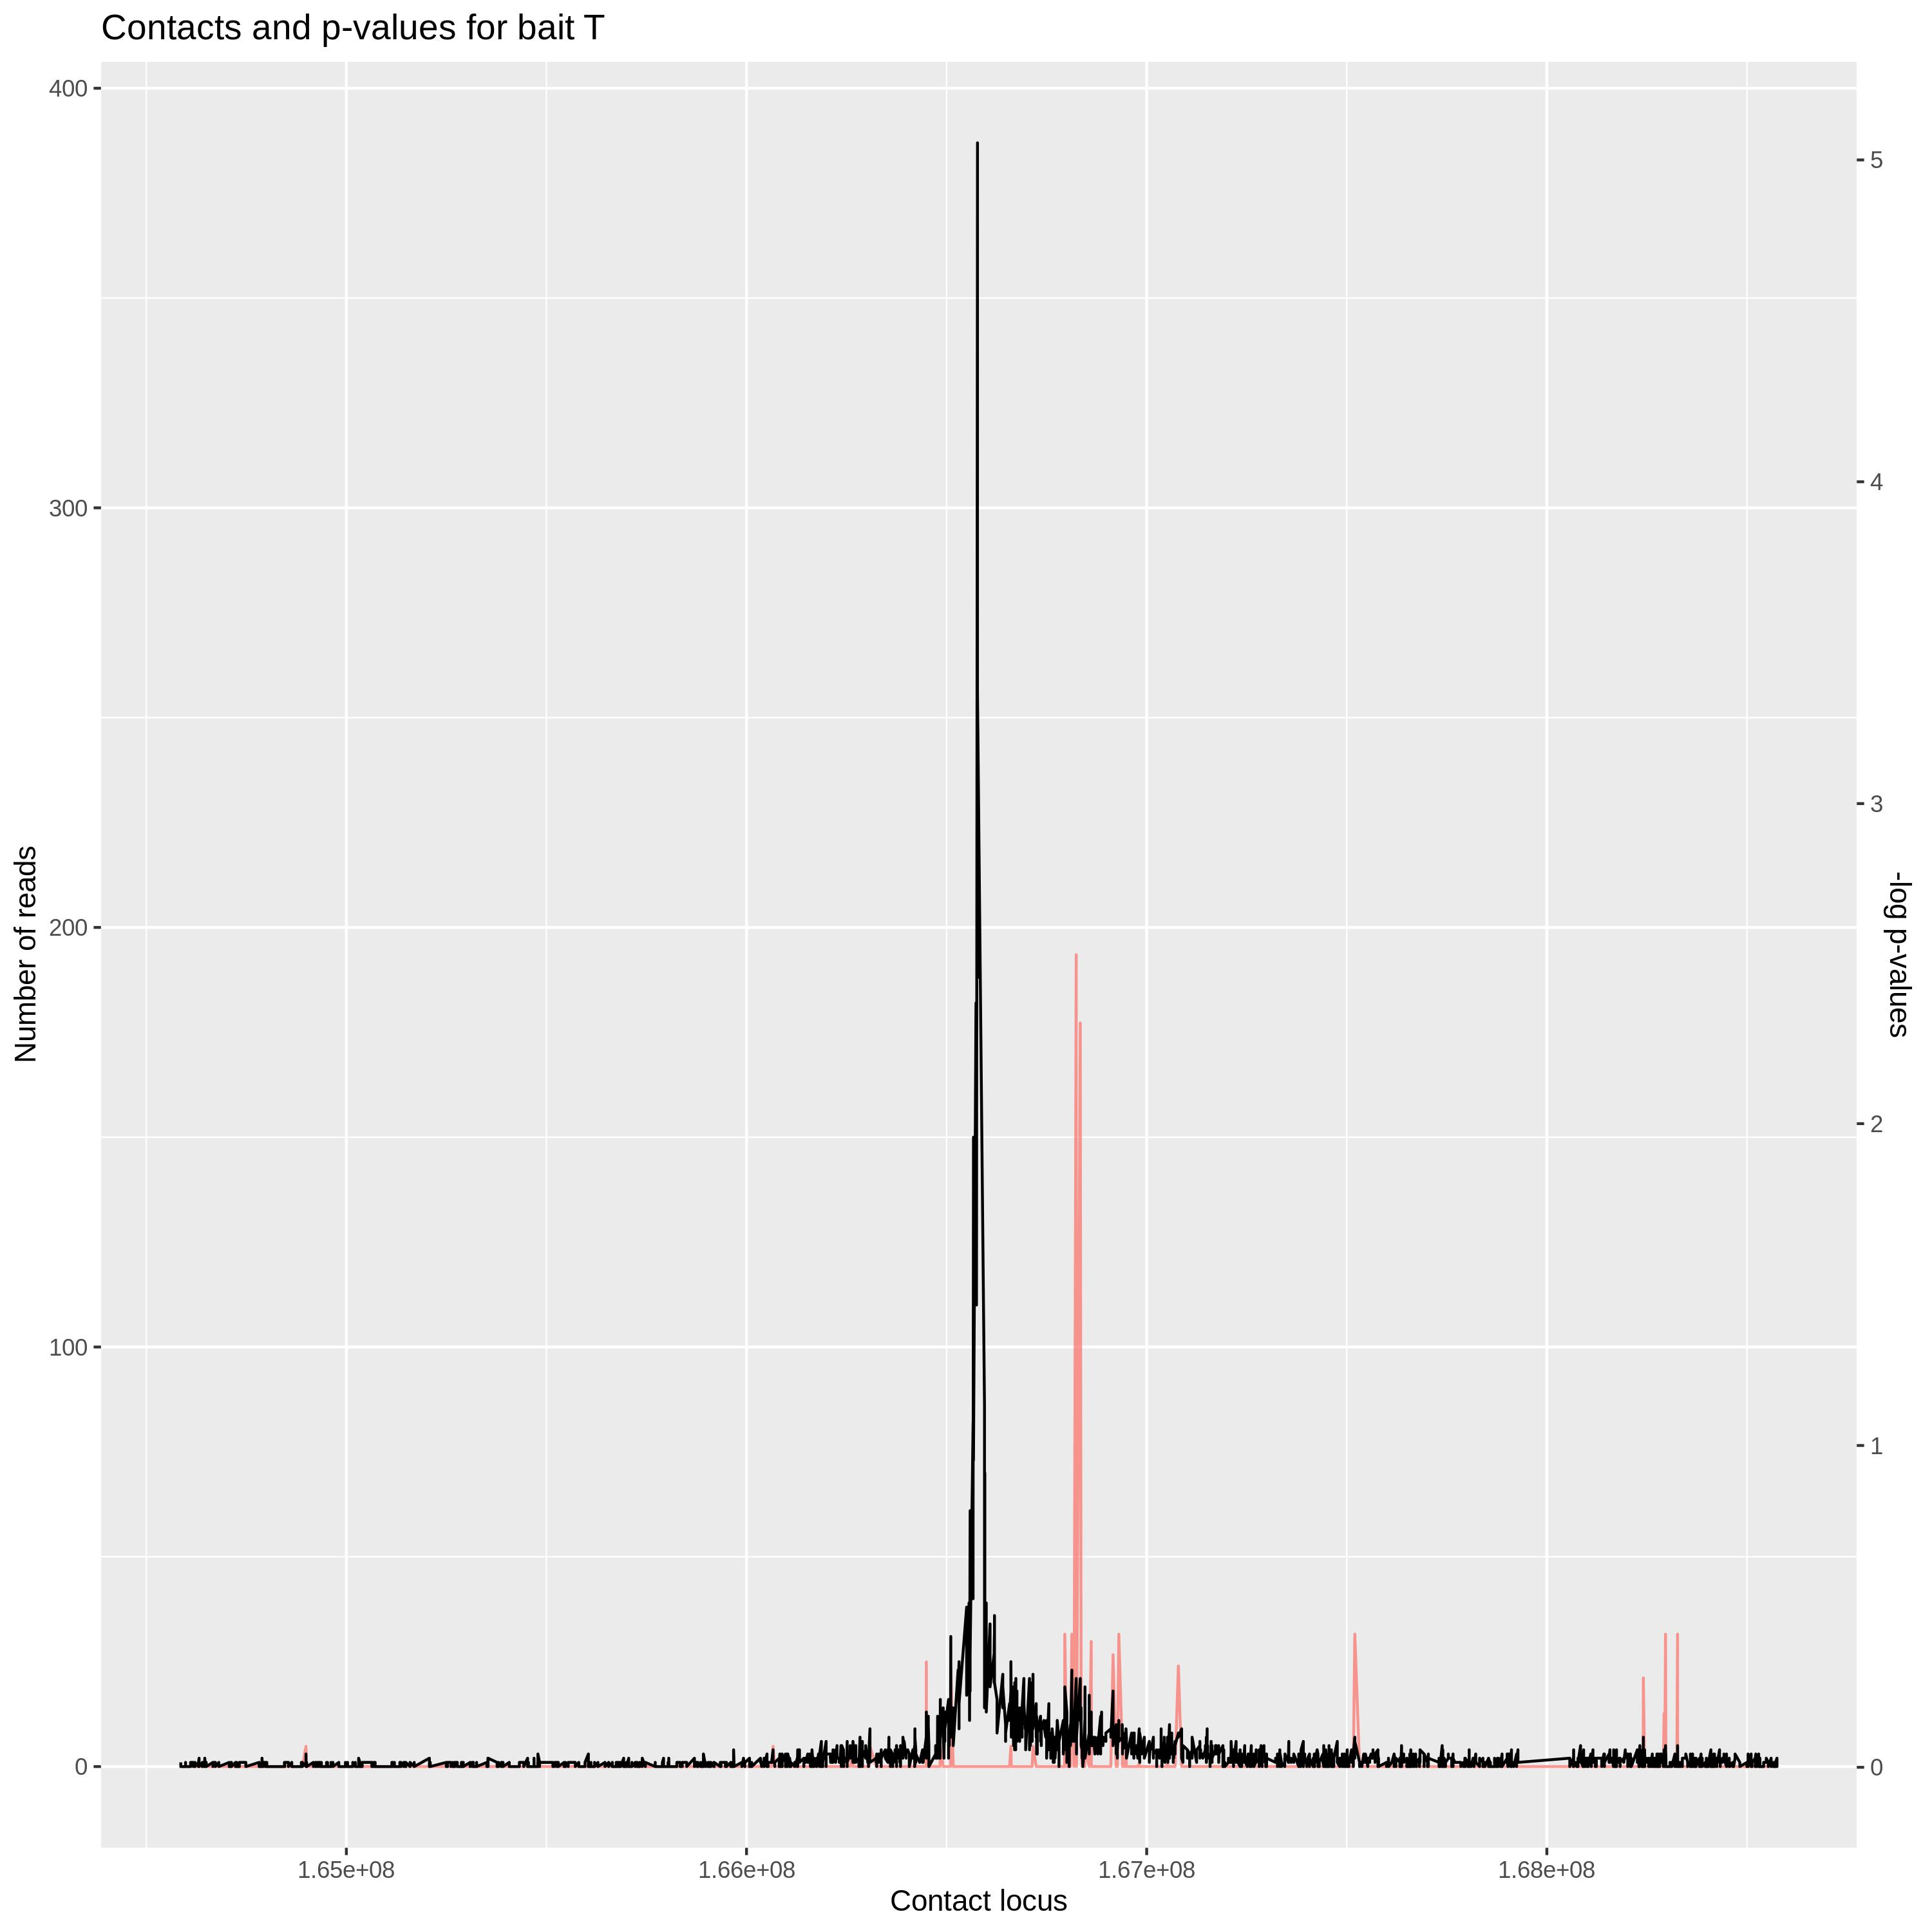 Contacts and p-values for bait T
400
300
200
100
0
Number of reads
5
4
3
2
1
0
-log p-values
1.65e+08
1.66e+08
1.67e+08
1.68e+08
Contact locus